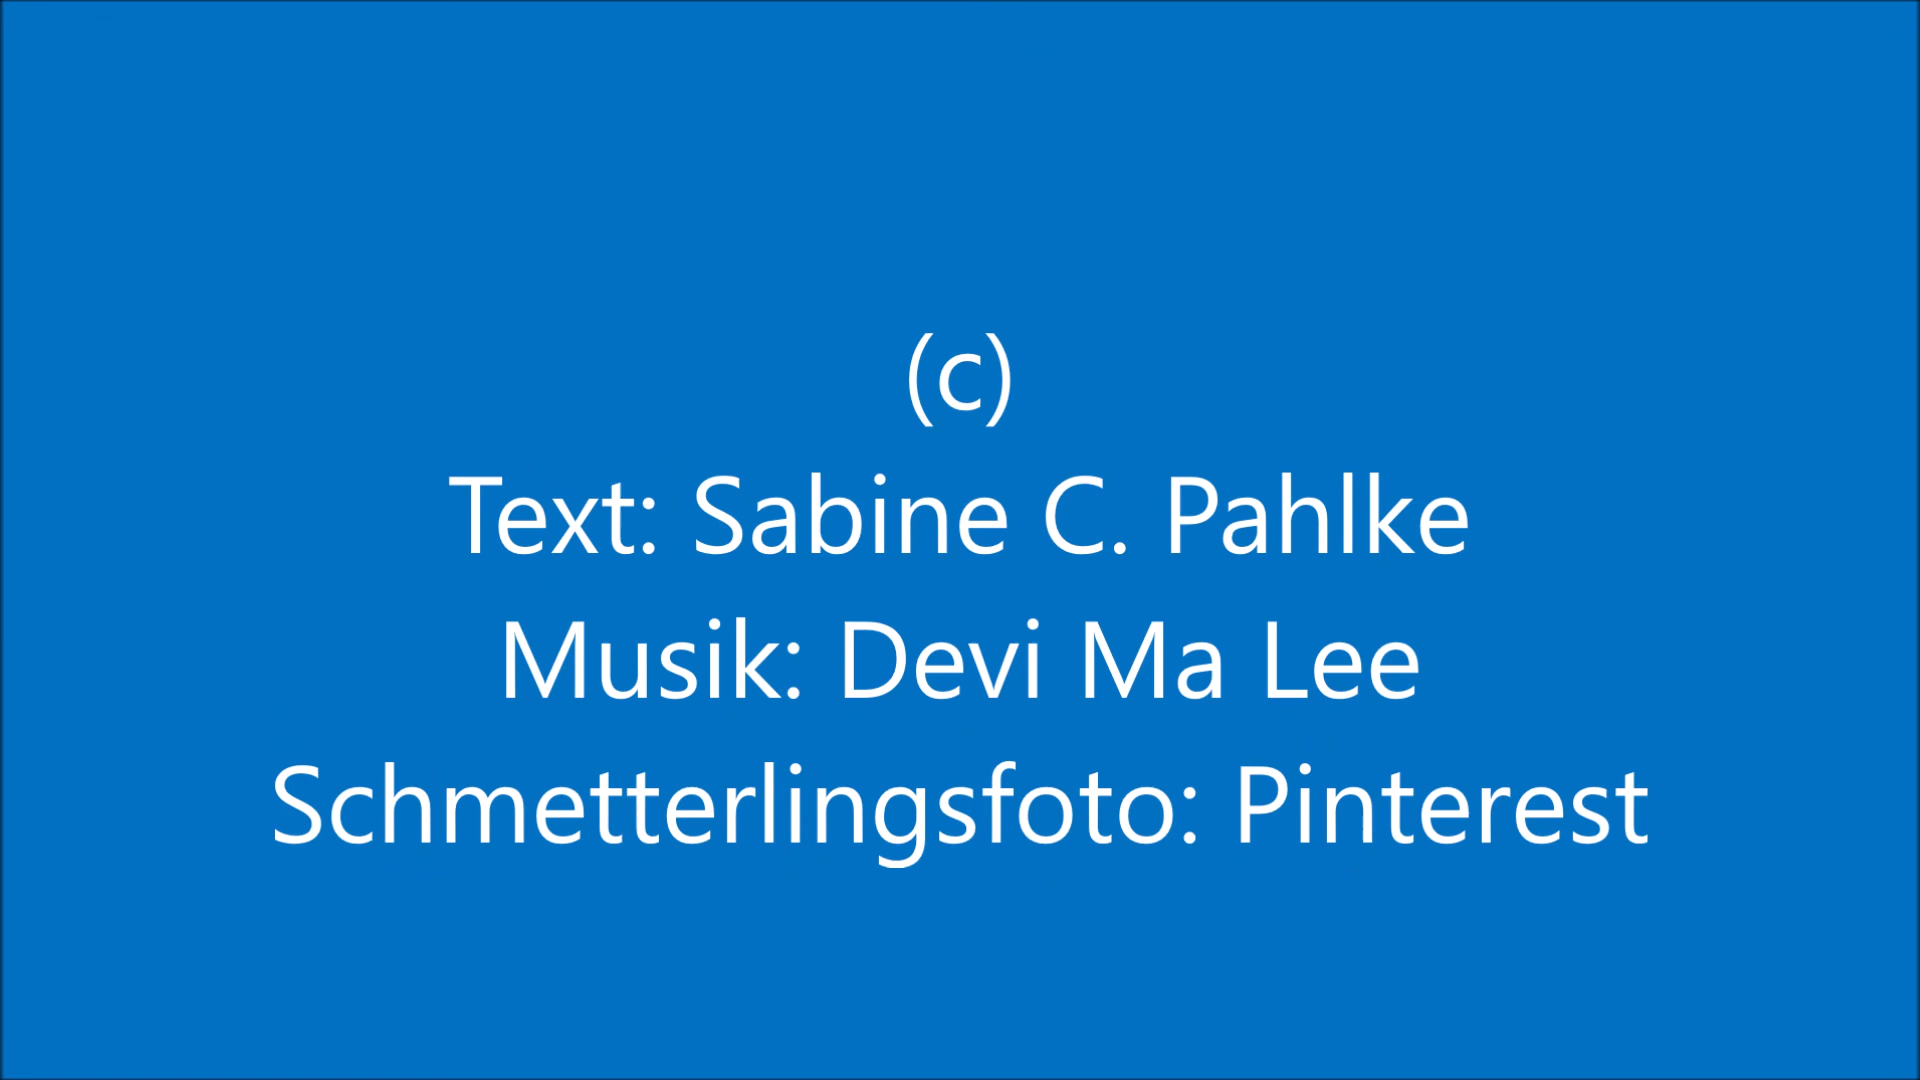 (c)
Text: Sabine C. Pahlke
Musik: Devi Ma Lee
Schmetterlingsfoto: Pinterest